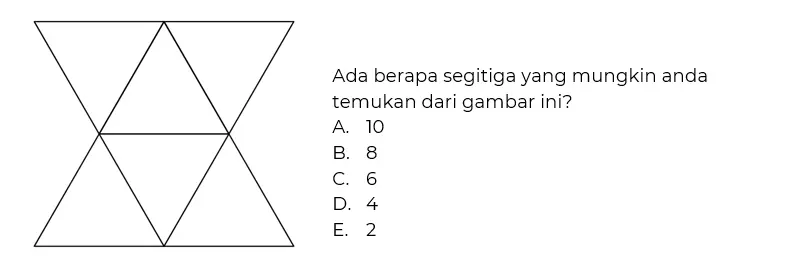 Ada berapa segitiga yang mungkin anda
temukan dari gambar ini?
A. 10
B. 8
C. 6
D. 4
E. 2